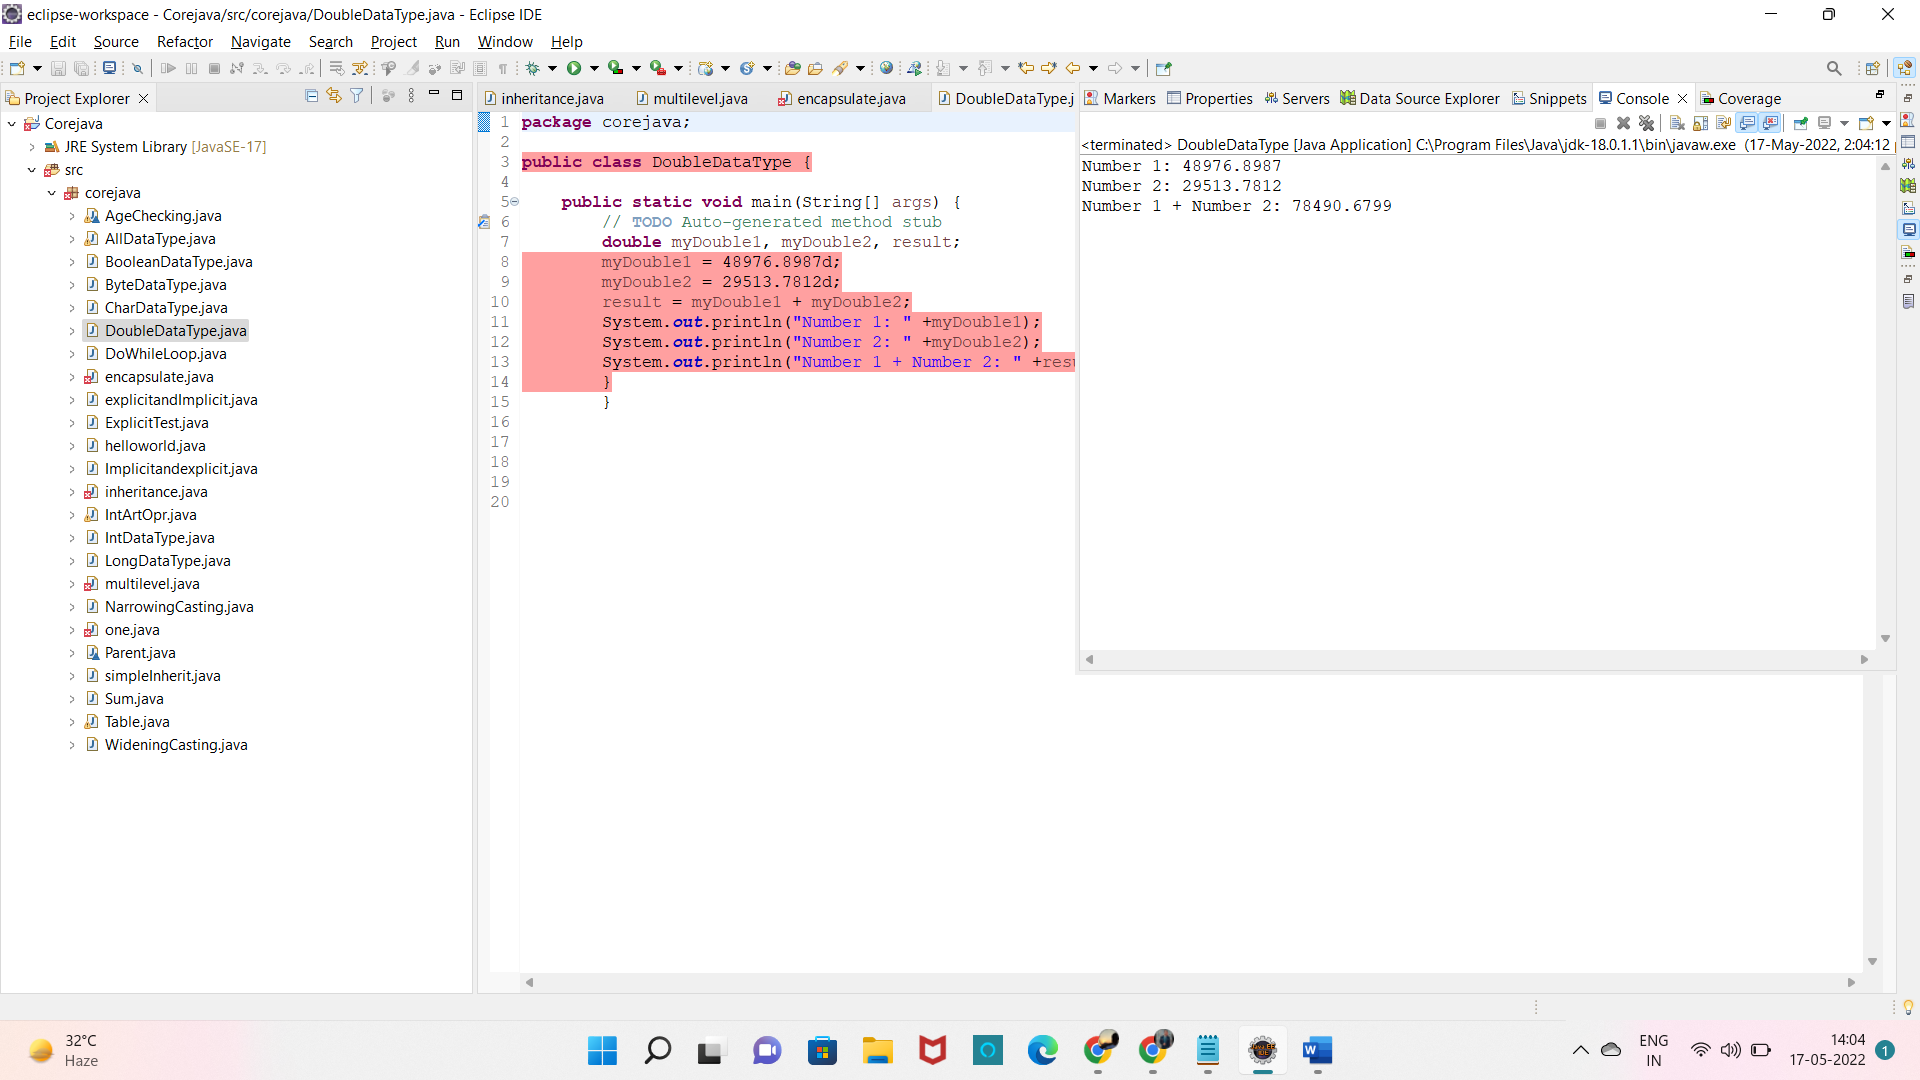 eclipse-workspace - Corejava/src/corejava/DoubleDataType.java - Eclipse IDE
File Edit Source Refactor Navigate Search Project Run Window Help
Project Explorer
Corejava
JRE System Library [JavaSE-17]
src
corejava
AgeChecking.java
AllDataType.java
BooleanDataType.java
ByteDataType.java
CharDataType.java
DoubleDataType.java
DoWhileLoop.java
encapsulate.java
explicitandImplicit.java
ExplicitTest.java
helloworld.java
Implicitandexplicit.java
inheritance.java
IntArtOpr.java
IntDataType.java
LongDataType.java
multilevel.java
NarrowingCasting.java
one.java
Parent.java
simpleInherit.java
Sum.java
Table.java
WideningCasting.java
inheritance.java multilevel.java encapsulate.java DoubleDataType.j
1 package corejava;
2
3 public class DoubleDataType {
4
5 public static void main(String[] args) {
6 // TODO Auto-generated method stub
7 double myDouble1, myDouble2, result;
8 myDouble1 = 48976.8987d;
9 myDouble2 = 29513.7812d;
10 result = myDouble1 + myDouble2;
11 System.out.println("Number 1: " +myDouble1);
12 System.out.println("Number 2: " +myDouble2);
13 System.out.println("Number 1 + Number 2: " +resu
14 }
15 }
16
17
18
19
20
Markers Properties Servers Data Source Explorer Snippets Console Coverage
<terminated> DoubleDataType [Java Application] C:\Program Files\Java\jdk-18.0.1.1\bin\javaw.exe (17-May-2022, 2:04:12
Number 1: 48976.8987
Number 2: 29513.7812
Number 1 + Number 2: 78490.6799
32°C
Haze
ENG
IN
14:04
17-05-2022
1